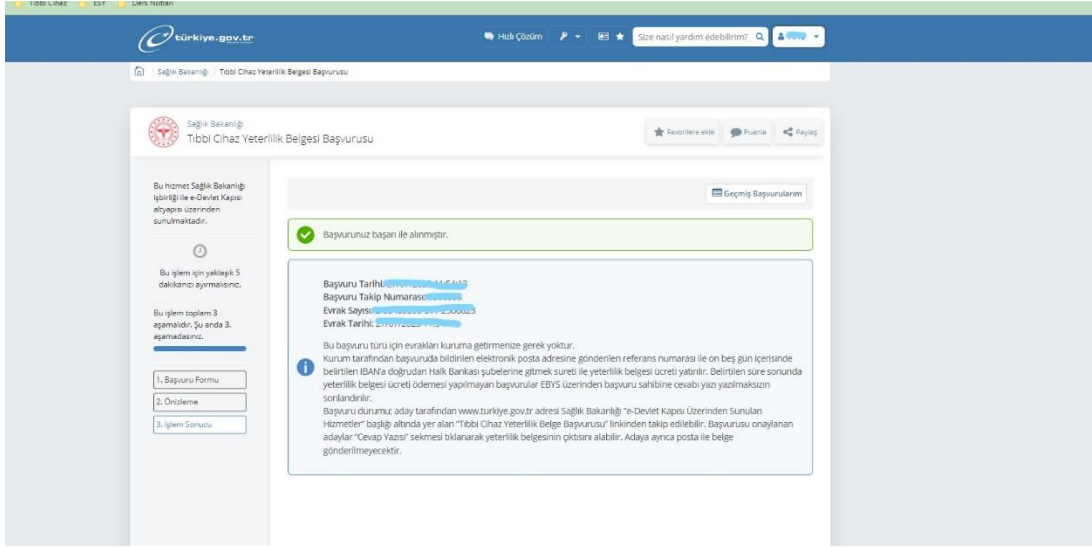 Tıbbi Cihaz ESY Ders Notları
türkiye.gov.tr
Hızlı Çözüm
Size nasıl yardım edebilirim?
Sağlık Bakanlığı Tıbbi Cihaz Yeterlilik Belgesi Başvurusu
Sağlık Bakanlığı
Tıbbi Cihaz Yeterlilik Belgesi Başvurusu
Favorilere ekle Puanla Paylaş
Bu hizmet Sağlık Bakanlığı
işbirliği ile e-Devlet Kapısı
altyapısı üzerinden
sunulmaktadır.
Bu işlem için yaklaşık 5
dakikanızı ayırmalısınız.
Bu işlem toplam 3
aşamalıdır. Şu anda 3.
aşamadasınız.
1. Başvuru Formu
2. Önizleme
3. İşlem Sonucu
Geçmiş Başvurularım
Başvurunuz başarı ile alınmıştır.
Başvuru Tarihi:
Başvuru Takip Numarası:
Evrak Sayısı:
Evrak Tarihi:
Bu başvuru türü için evrakları kuruma getirmenize gerek yoktur.
Kurum tarafından başvuruda bildirilen elektronik posta adresine gönderilen referans numarası ile on beş gün içerisinde
belirtilen IBAN'a doğrudan Halk Bankası şubelerine gitmek sureti ile yeterlilik belgesi ücreti yatırılır. Belirtilen süre sonunda
yeterlilik belgesi ücreti ödemesi yapılmayan başvurular EBYS üzerinden başvuru sahibine cevabı yazı yazılmaksızın
sonlandırılır.
Başvuru durumu; aday tarafından www.turkiye.gov.tr adresi Sağlık Bakanlığı "e-Devlet Kapısı Üzerinden Sunulan
Hizmetler" başlığı altında yer alan "Tıbbi Cihaz Yeterlilik Belge Başvurusu" linkinden takip edilebilir. Başvurusu onaylanan
adaylar "Cevap Yazısı" sekmesi tıklanarak yeterlilik belgesinin çıktısını alabilir. Adaya ayrıca posta ile belge
gönderilmeyecektir.